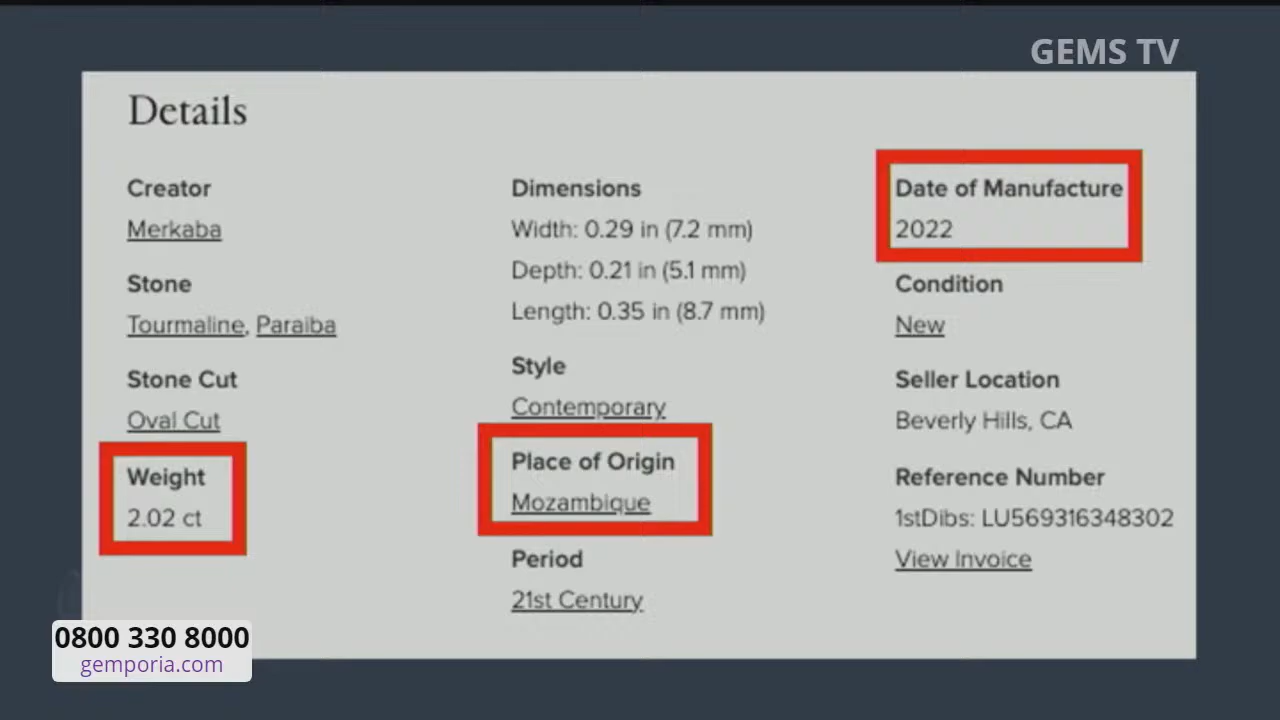 GEMS TV
Details
Creator
Merkaba
Stone
Tourmaline, Paraiba
Stone Cut
Oval Cut
Weight
2.02 ct
Dimensions
Width: 0.29 in (7.2 mm)
Depth: 0.21 in (5.1 mm)
Length: 0.35 in (8.7 mm)
Style
Contemporary
Place of Origin
Mozambique
Period
21st Century
Date of Manufacture
2022
Condition
New
Seller Location
Beverly Hills, CA
Reference Number
1stDibs: LU569316348302
View Invoice
0800 330 8000
gemporia.com